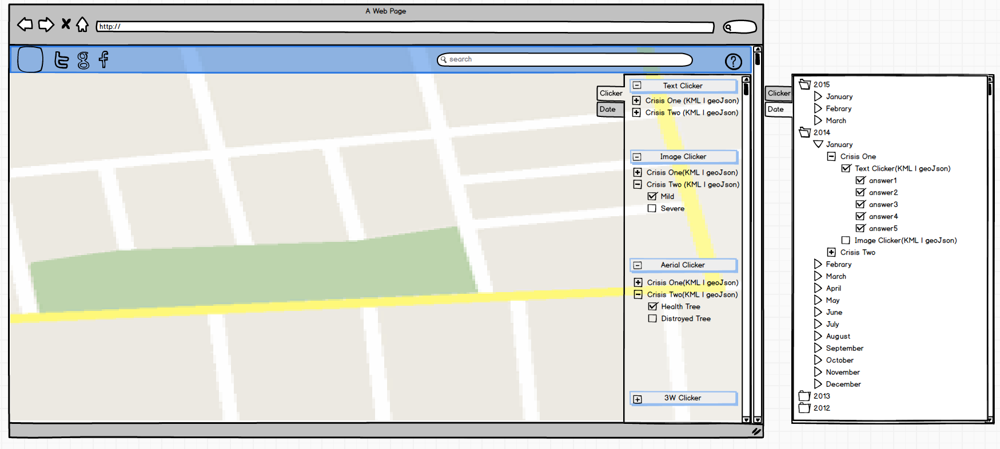 A Web Page
http://
search
Clicker
Date
Text Clicker
Crisis One (KML | geoJson)
Crisis Two (KML | geoJson)
Image Clicker
Crisis One(KML | geoJson)
Crisis Two (KML | geoJson)
Mild
Severe
Aerial Clicker
Crisis One(KML | geoJson)
Crisis Two(KML | geoJson)
Health Tree
Distroyed Tree
3W Clicker
Clicker
Date
2015
January
Febrary
March
2014
January
Crisis One
Text Clicker(KML | geoJson)
answer1
answer2
answer3
answer4
answer5
Image Clicker(KML | geoJson)
Crisis Two
Febrary
March
April
May
June
July
August
September
October
November
December
2013
2012